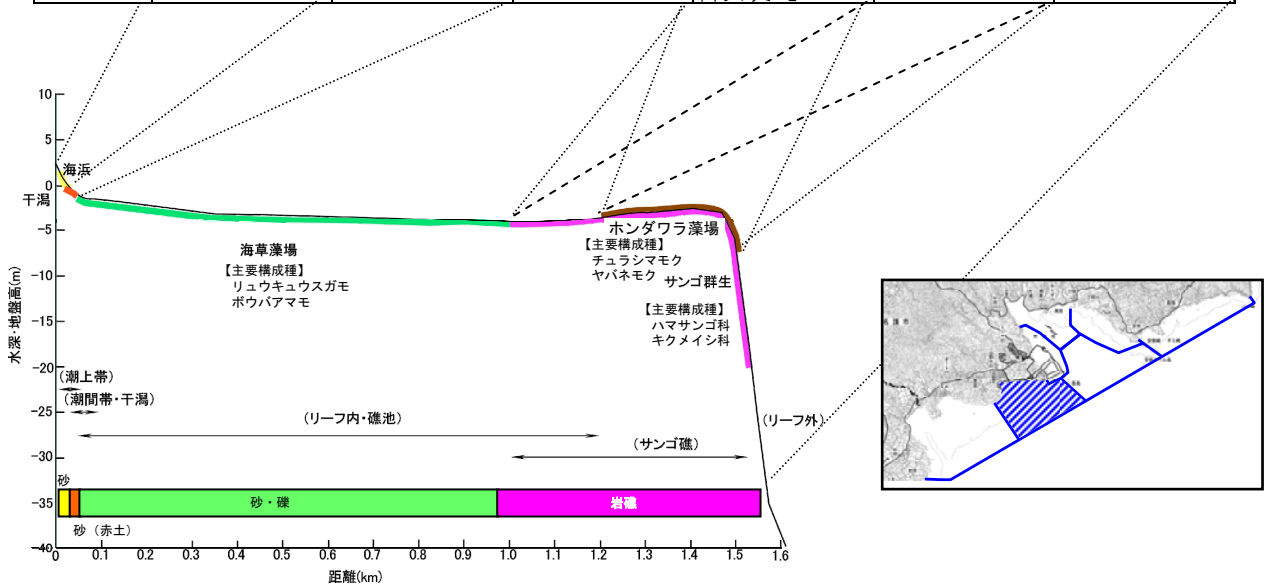 10
5
0
−5
−10
−15
−20
−25
−30
−35
−40
水深・地盤高(m)
海浜
干潟
海草藻場
【主要構成種】
リュウキュウスガモ
ボウバアマモ
ホンダワラ藻場
【主要構成種】
チュラシマモク
ヤバネモク
サンゴ群生
【主要構成種】
ハマサンゴ科
キクメイシ科
(潮上帯)
(潮間帯・干潟)
(リーフ内・礁池)
(サンゴ礁)
(リーフ外)
砂
砂・礫
岩礁
砂（赤土）
0 0.1 0.2 0.3 0.4 0.5 0.6 0.7 0.8 0.9 1.0 1.1 1.2 1.3 1.4 1.5 1.6
距離(km)